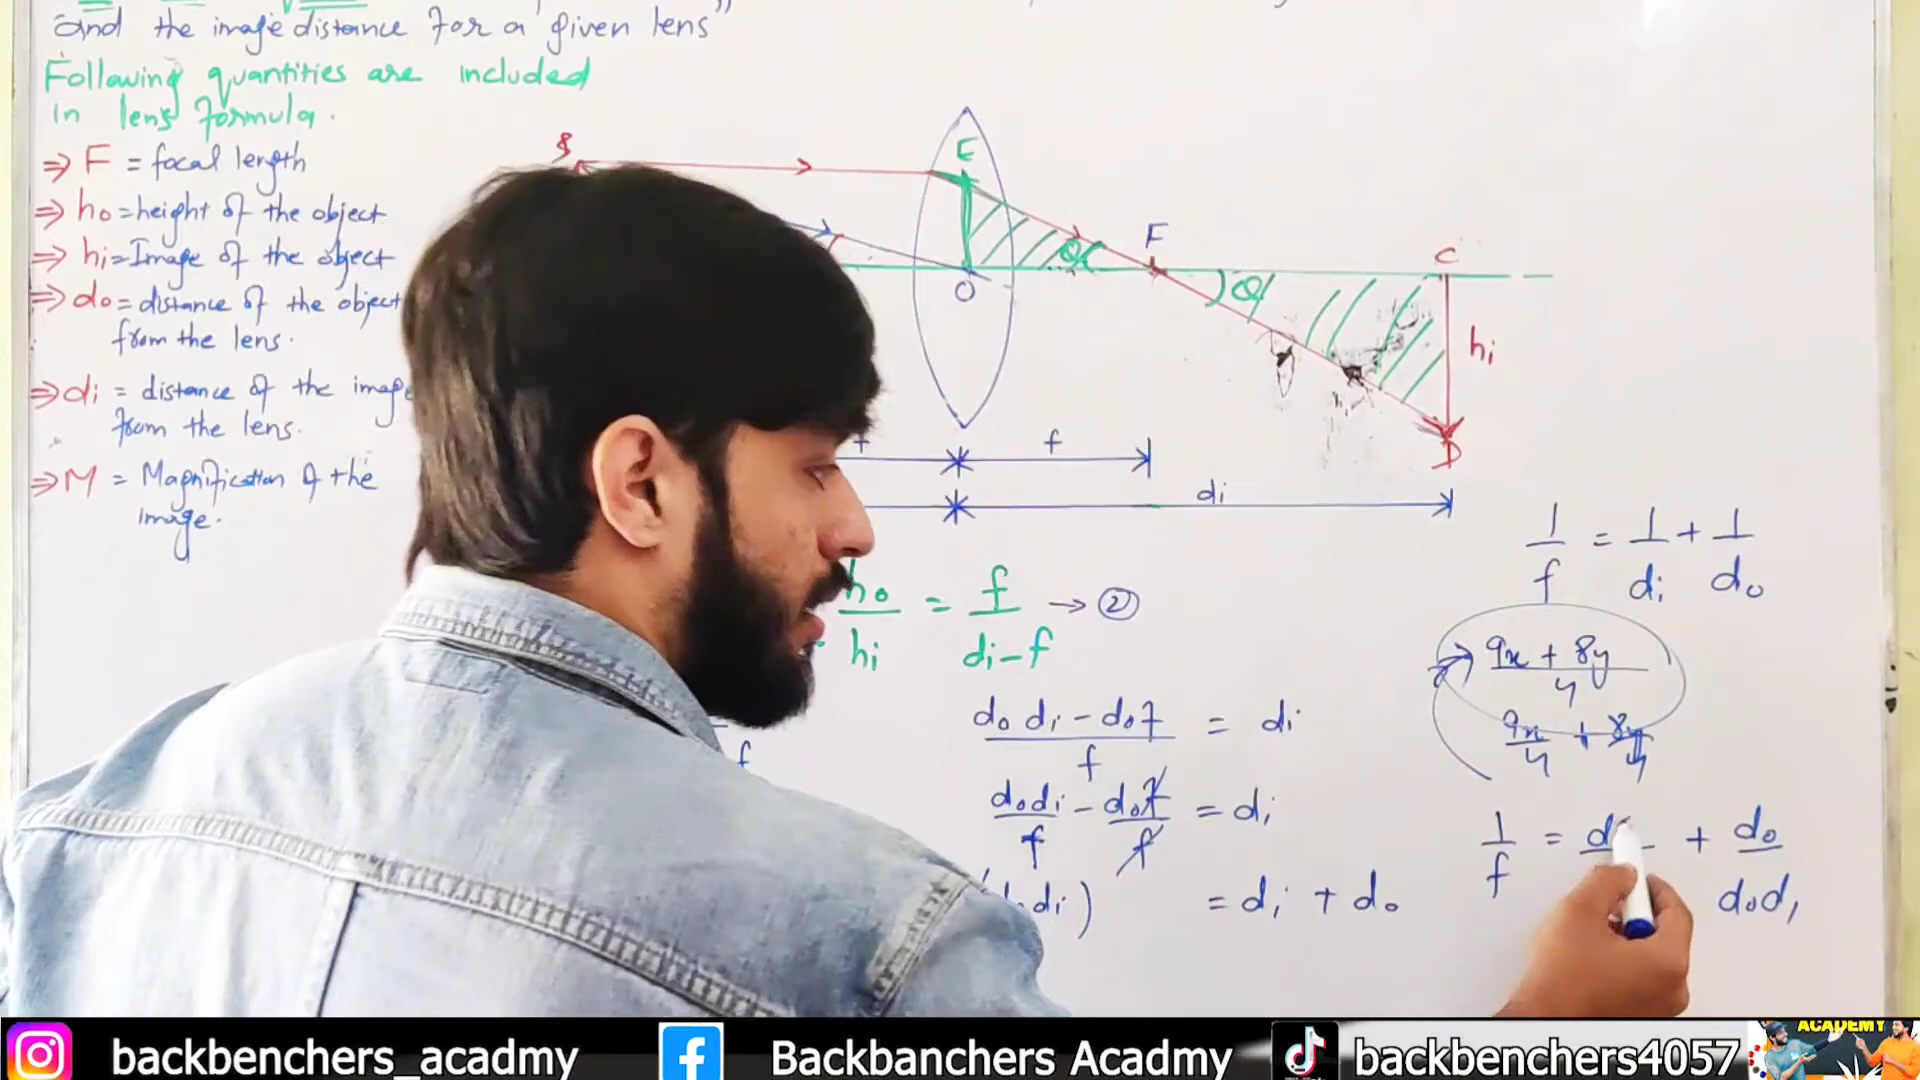 and the image distance for a given lens"
Following quantities are included
in lens formula.
⇒ F = focal length
⇒ ho = height of the object
⇒ hi = Image of the object
⇒ do = distance of the object
from the lens.
⇒ di = distance of the image
from the lens.
⇒ M = Magnification of the
image.
E
F
C
O
Q
Q
hi
D
f
di
ho/hi = f/(di-f) → ②
(do di - dof)/f = di
dodi/f - dof/f = di
di) = di + do
1/f = 1/di + 1/do
(9x + 8y)/4
9x/4 + 8y/4
1/f = d + do/dodi
backbenchers_acadmy
Backbanchers Acadmy
backbenchers4057
ACADEMY